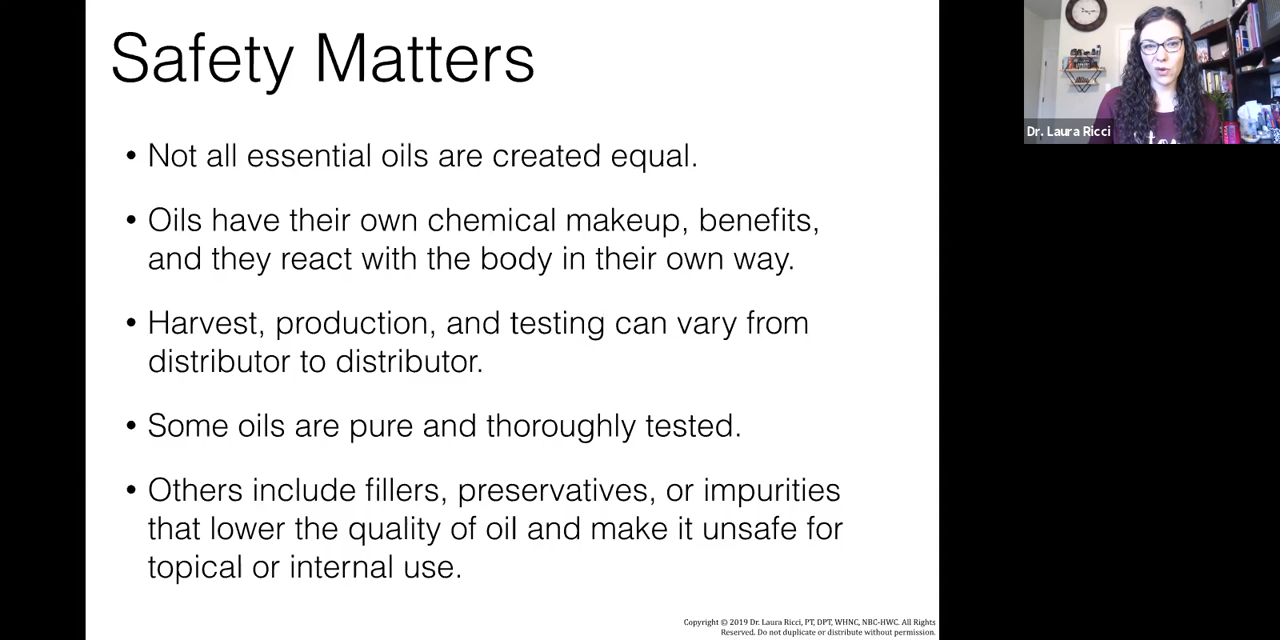 Safety Matters
• Not all essential oils are created equal.
• Oils have their own chemical makeup, benefits,
and they react with the body in their own way.
• Harvest, production, and testing can vary from
distributor to distributor.
• Some oils are pure and thoroughly tested.
• Others include fillers, preservatives, or impurities
that lower the quality of oil and make it unsafe for
topical or internal use.
Copyright © 2019 Dr. Laura Ricci, PT, DPT, WHNC, NBC-HWC. All Rights
Reserved. Do not duplicate or distribute without permission.
Dr. Laura Ricci